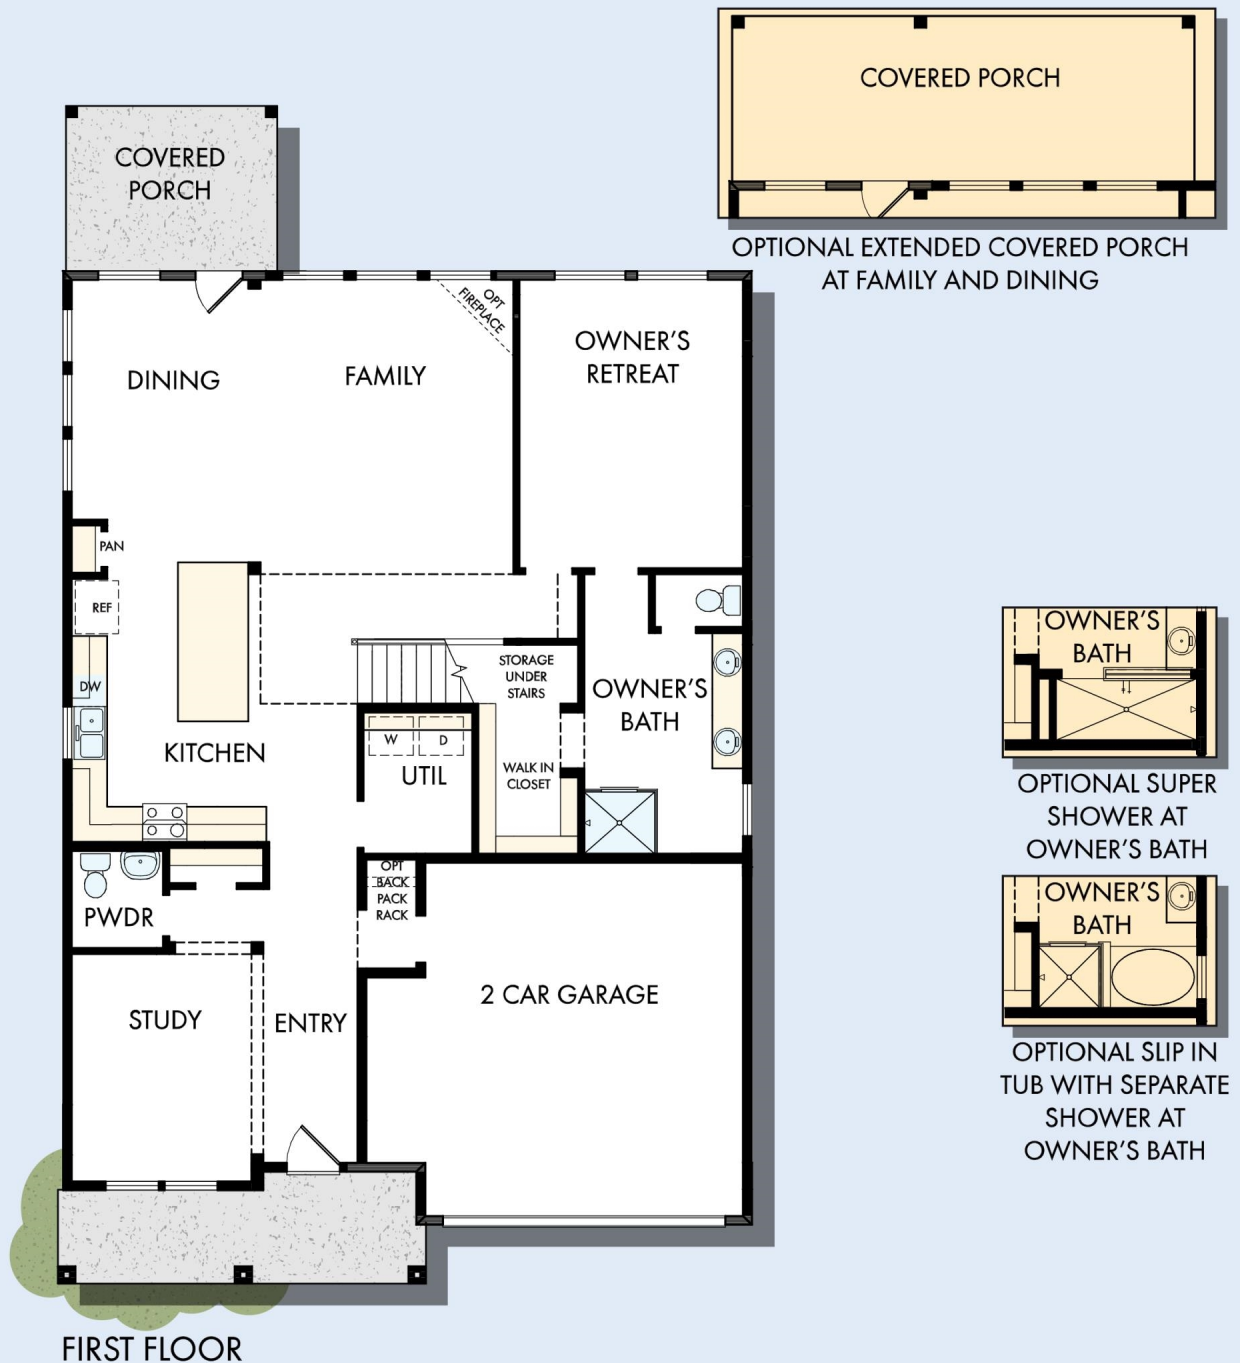 COVERED PORCH
OPTIONAL EXTENDED COVERED PORCH
AT FAMILY AND DINING
COVERED
PORCH
OPT
FIREPLACE
DINING
FAMILY
OWNER'S
RETREAT
PAN
REF
DW
KITCHEN
STORAGE
UNDER
STAIRS
OWNER'S
BATH
W
D
UTIL
WALK IN
CLOSET
OPT
BACK
PACK
RACK
PWDR
STUDY
ENTRY
2 CAR GARAGE
OWNER'S
BATH
OPTIONAL SUPER
SHOWER AT
OWNER'S BATH
OWNER'S
BATH
OPTIONAL SLIP IN
TUB WITH SEPARATE
SHOWER AT
OWNER'S BATH
FIRST FLOOR